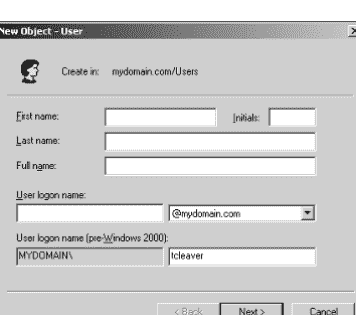 New Object - User
Create in: mydomain.com/Users
First name: Initials:
Last name:
Full name:
User logon name:
@mydomain.com
User logon name (pre-Windows 2000):
MYDOMAIN\ tcleaver
< Back Next > Cancel